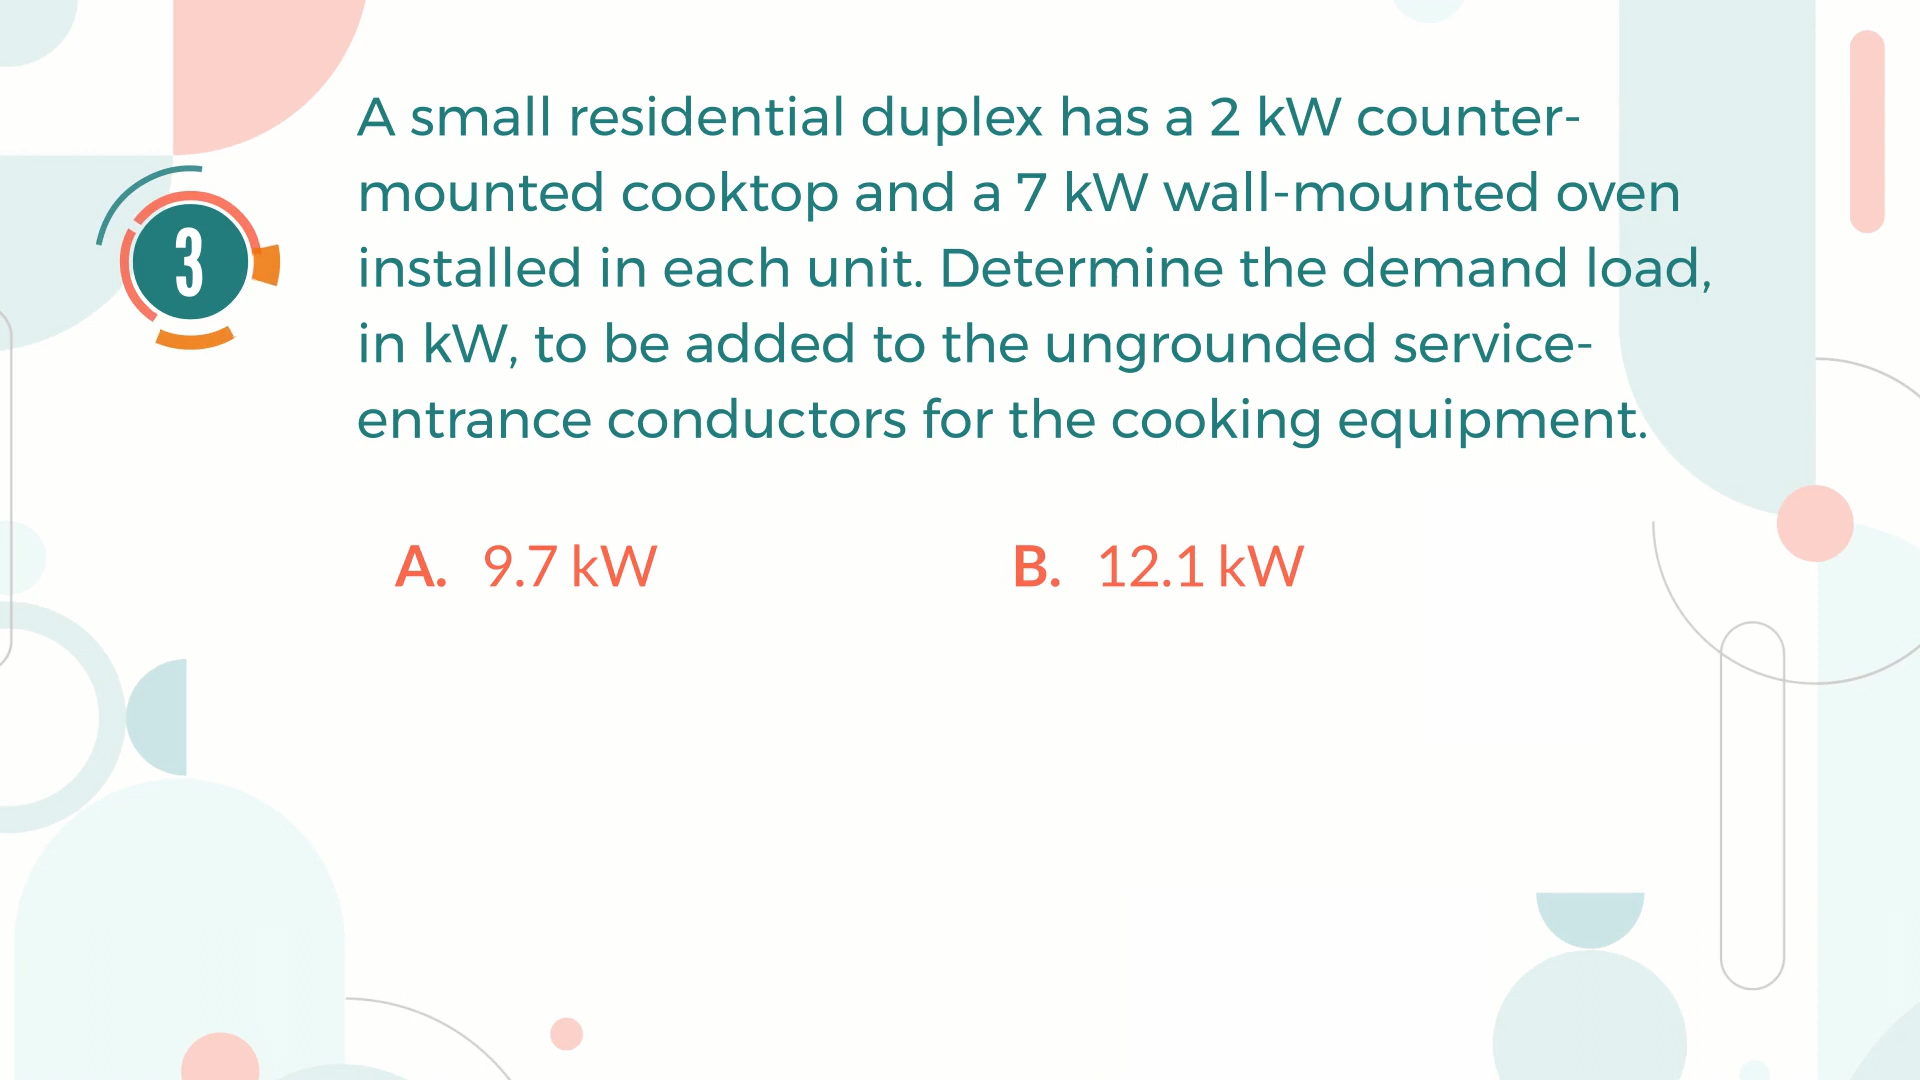 3
A small residential duplex has a 2 kW counter-
mounted cooktop and a 7 kW wall-mounted oven
installed in each unit. Determine the demand load,
in kW, to be added to the ungrounded service-
entrance conductors for the cooking equipment.
A. 9.7 kW B. 12.1 kW